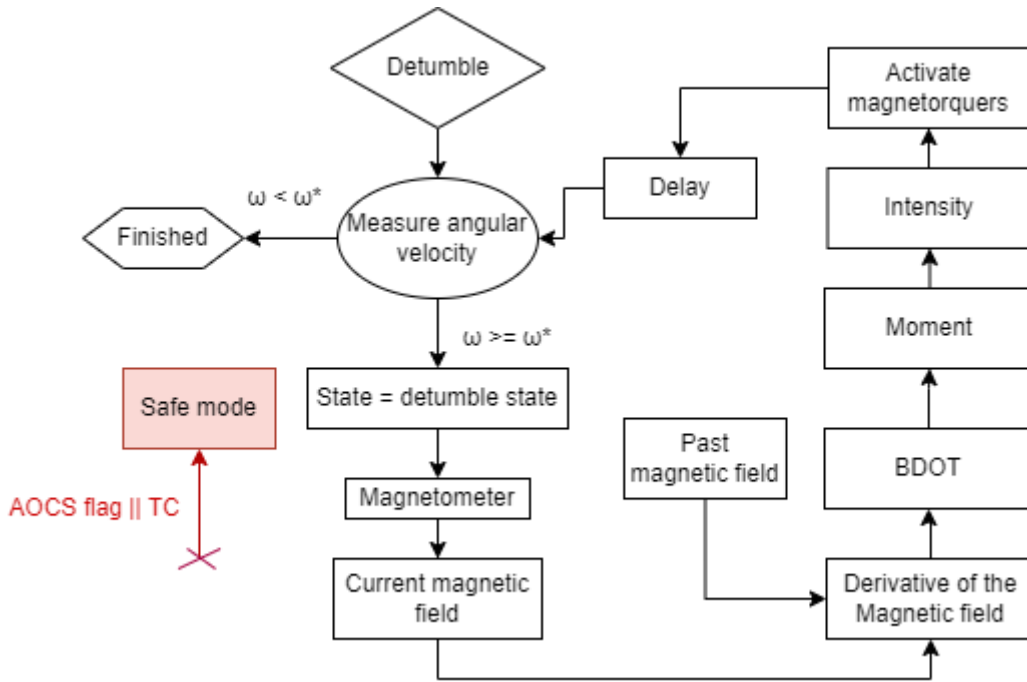 Detumble
Activate
magnetorquers
Delay
ω < ω*
Measure angular
velocity
Finished
Intensity
Moment
ω >= ω*
Safe mode
State = detumble state
Past
magnetic field
BDOT
Magnetometer
AOCS flag || TC
Current magnetic
field
Derivative of the
Magnetic field